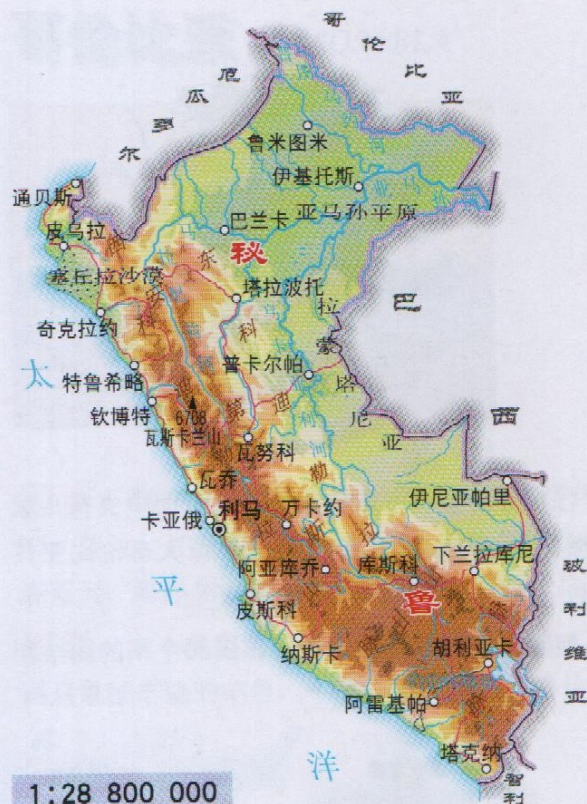 哥伦比亚
厄瓜多尔
鲁米图米
伊基托斯
通贝斯
亚马孙平原
巴兰卡
皮乌拉
秘
塞丘拉沙漠
塔拉波托
巴
奇克拉约
普卡尔帕
太
特鲁希略
钦博特
6768
瓦斯卡兰山
西
瓦努科
瓦乔
伊尼亚帕里
利马
万卡约
卡亚俄
下兰拉库尼
阿亚库乔
库斯科
玻利维亚
平
皮斯科
鲁
纳斯卡
胡利亚卡
阿雷基帕
洋
塔克纳
智利
1:28 800 000